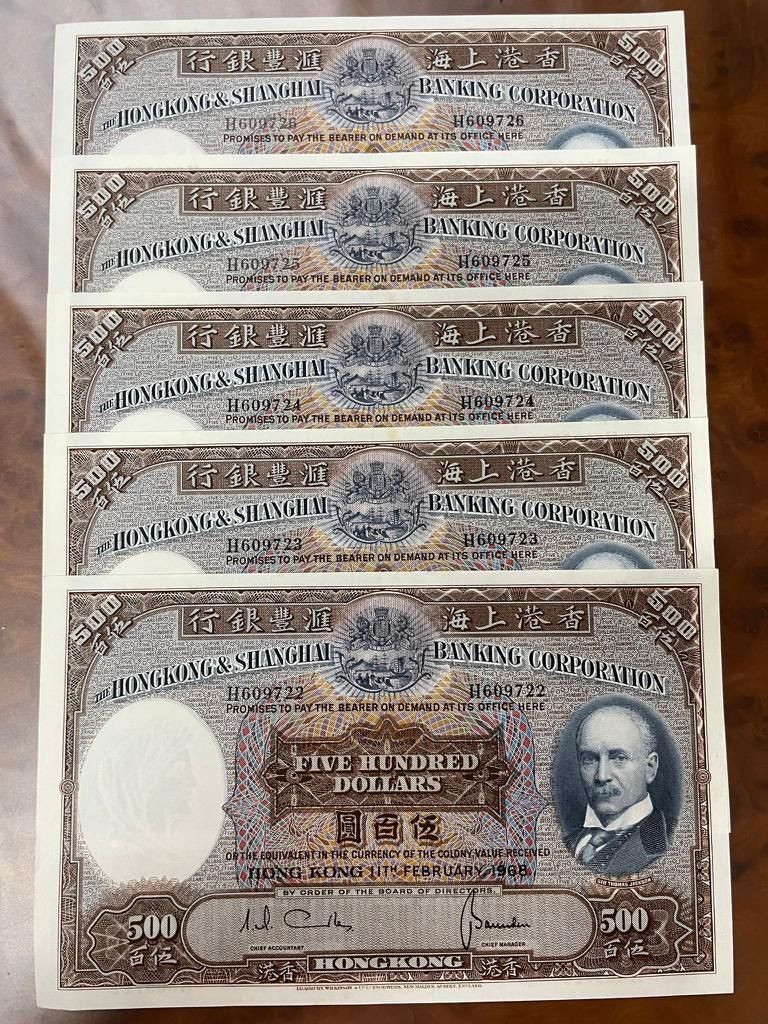 500 百伍 行銀豐滙 海上港香 500 百伍
THE HONGKONG & SHANGHAI BANKING CORPORATION
H609726 H609726
PROMISES TO PAY THE BEARER ON DEMAND AT ITS OFFICE HERE
500 百伍 行銀豐滙 海上港香 500 百伍
THE HONGKONG & SHANGHAI BANKING CORPORATION
H609725 H609725
PROMISES TO PAY THE BEARER ON DEMAND AT ITS OFFICE HERE
500 百伍 行銀豐滙 海上港香 500 百伍
THE HONGKONG & SHANGHAI BANKING CORPORATION
H609724 H609724
PROMISES TO PAY THE BEARER ON DEMAND AT ITS OFFICE HERE
500 百伍 行銀豐滙 海上港香 500 百伍
THE HONGKONG & SHANGHAI BANKING CORPORATION
H609723 H609723
PROMISES TO PAY THE BEARER ON DEMAND AT ITS OFFICE HERE
500 百伍 行銀豐滙 海上港香 500 百伍
THE HONGKONG & SHANGHAI BANKING CORPORATION
H609722 H609722
PROMISES TO PAY THE BEARER ON DEMAND AT ITS OFFICE HERE
FIVE HUNDRED
DOLLARS
圓百伍
OR THE EQUIVALENT IN THE CURRENCY OF THE COLONY VALUE RECEIVED
HONG KONG 11TH FEBRUARY 1968
SIR THOMAS JACKSON
BY ORDER OF THE BOARD OF DIRECTORS.
500 百伍 500 百伍
CHIEF ACCOUNTANT. CHIEF MANAGER
港香 HONGKONG 港香
BRADBURY WILKINSON & Co Ld ENGRAVERS, NEW MALDEN, SURREY, ENGLAND